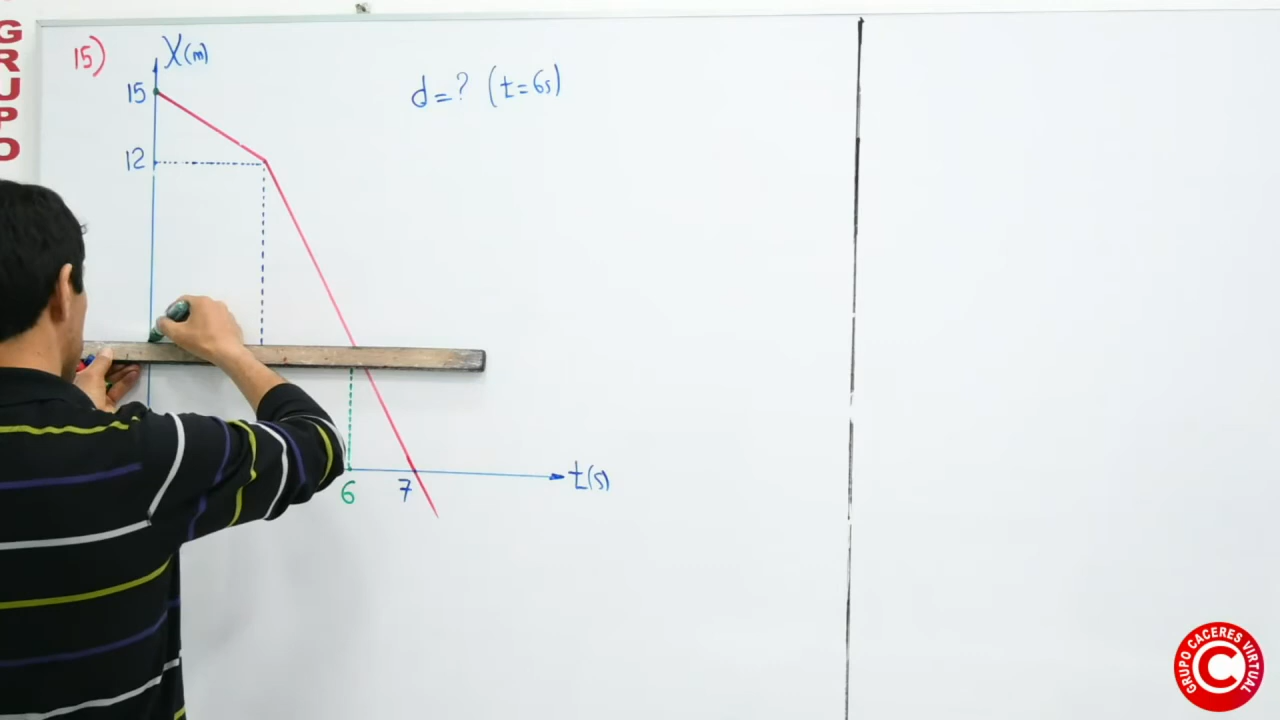 GRUPO
15)
X(m)
d=? (t=6s)
15
12
6
7
t(s)
GRUPO CACERES VIRTUAL
C